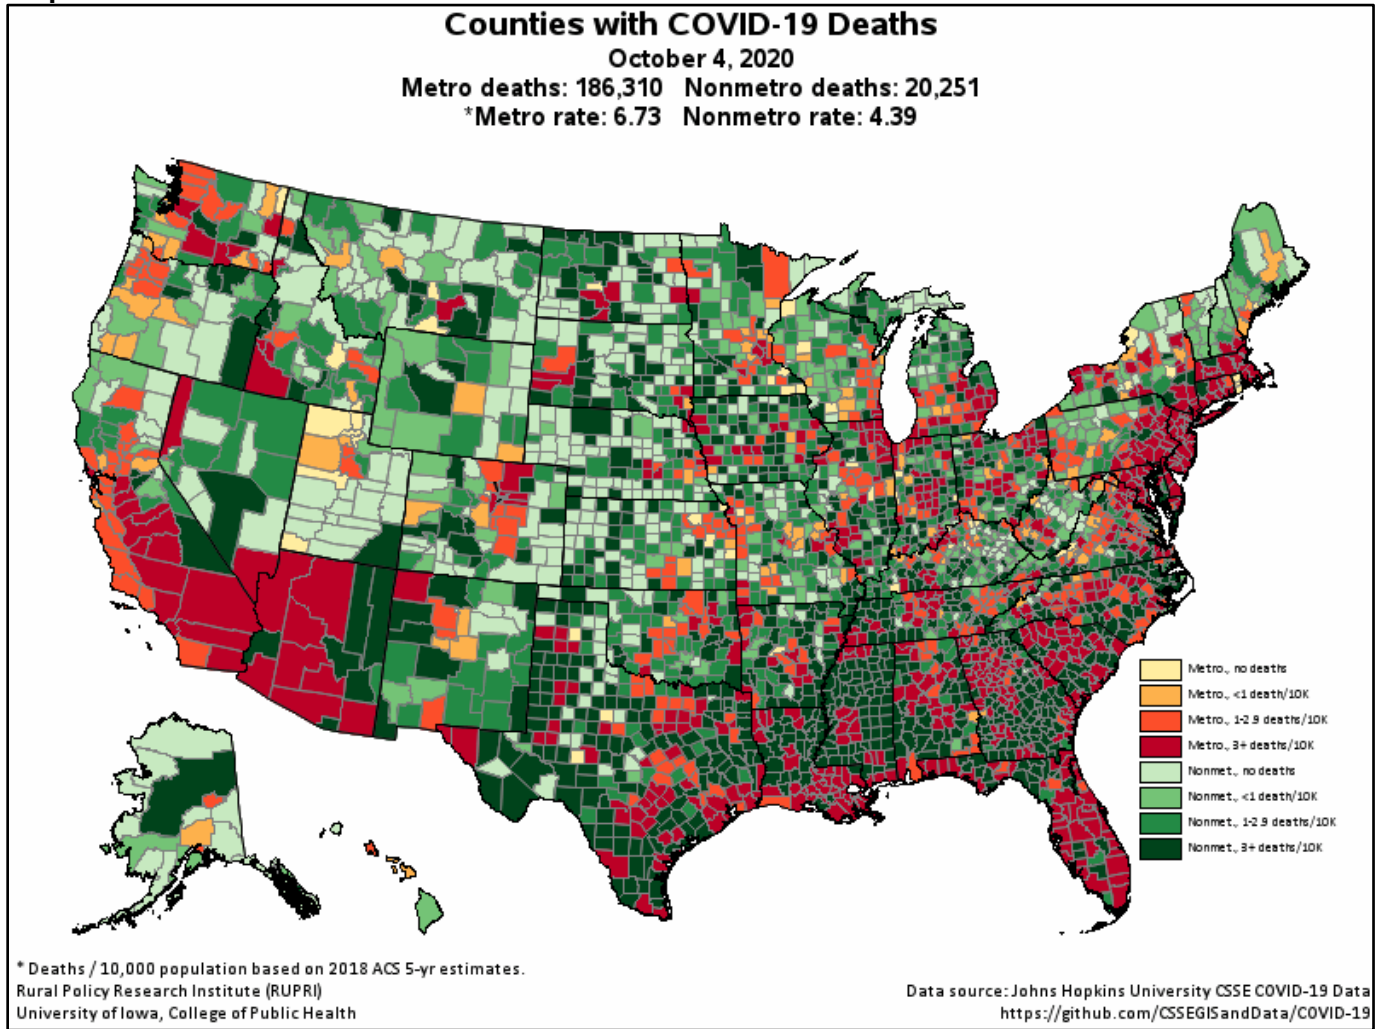 Counties with COVID-19 Deaths
October 4, 2020
Metro deaths: 186,310 Nonmetro deaths: 20,251
*Metro rate: 6.73 Nonmetro rate: 4.39
Metro., no deaths
Metro., <1 death/10K
Metro., 1-2.9 deaths/10K
Metro., 3+ deaths/10K
Nonmet., no deaths
Nonmet., <1 death/10K
Nonmet., 1-2.9 deaths/10K
Nonmet., 3+ deaths/10K
* Deaths / 10,000 population based on 2018 ACS 5-yr estimates.
Rural Policy Research Institute (RUPRI)
University of Iowa, College of Public Health
Data source: Johns Hopkins University CSSE COVID-19 Data
https://github.com/CSSEGISandData/COVID-19